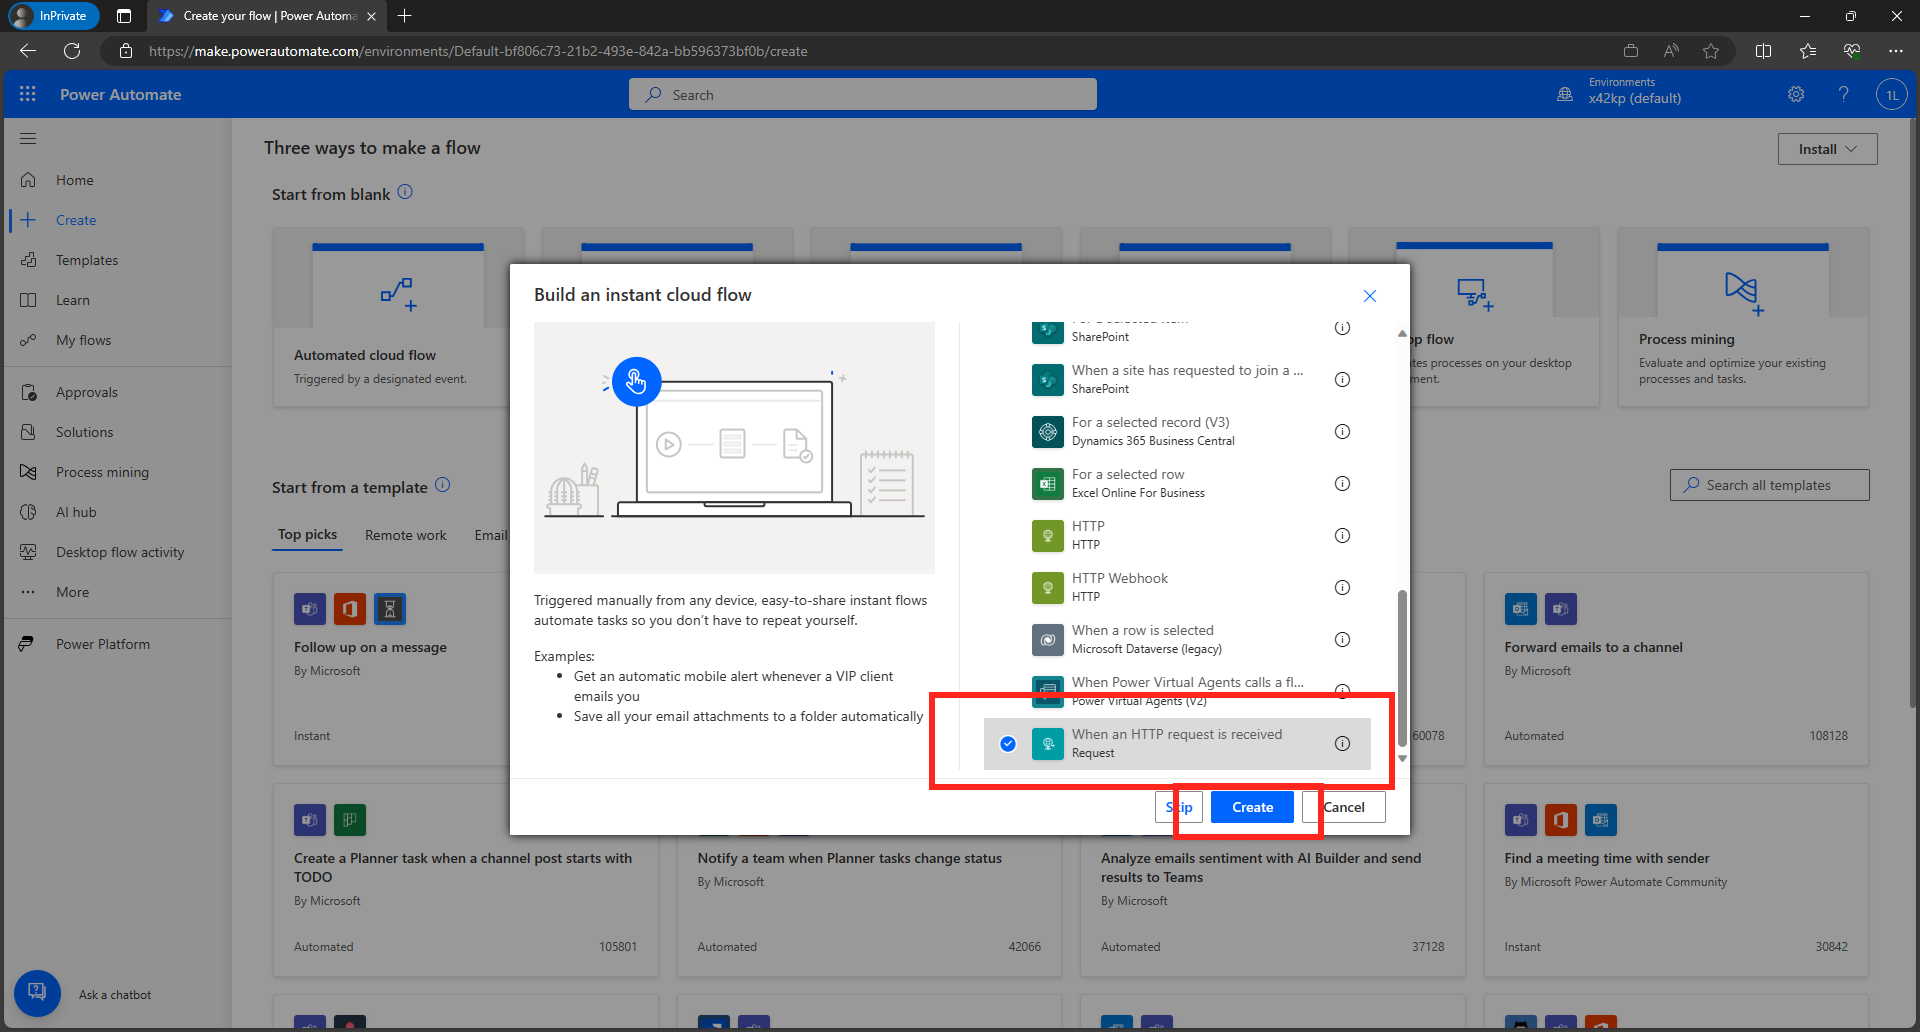 InPrivate
Create your flow | Power Automa
https://make.powerautomate.com/environments/Default-bf806c73-21b2-493e-842a-bb596373bf0b/create
Power Automate
Search
Environments
x42kp (default)
1L
Three ways to make a flow
Install
Home
Start from blank
Create
Templates
Learn
My flows
Approvals
Solutions
Process mining
AI hub
Desktop flow activity
More
Power Platform
Ask a chatbot
Automated cloud flow
Triggered by a designated event.
op flow
tes processes on your desktop
ment.
Process mining
Evaluate and optimize your existing
processes and tasks.
Build an instant cloud flow
Triggered manually from any device, easy-to-share instant flows
automate tasks so you don't have to repeat yourself.
Examples:
• Get an automatic mobile alert whenever a VIP client
emails you
• Save all your email attachments to a folder automatically
SharePoint
When a site has requested to join a ...
SharePoint
For a selected record (V3)
Dynamics 365 Business Central
For a selected row
Excel Online For Business
HTTP
HTTP
HTTP Webhook
HTTP
When a row is selected
Microsoft Dataverse (legacy)
When Power Virtual Agents calls a fl...
Power Virtual Agents (V2)
When an HTTP request is received
Request
Skip
Create
Cancel
Start from a template
Search all templates
Top picks
Remote work
Email
Follow up on a message
By Microsoft
Instant
60078
Forward emails to a channel
By Microsoft
Automated
108128
Create a Planner task when a channel post starts with
TODO
By Microsoft
Automated
105801
Notify a team when Planner tasks change status
By Microsoft
Automated
42066
Analyze emails sentiment with AI Builder and send
results to Teams
By Microsoft
Automated
37128
Find a meeting time with sender
By Microsoft Power Automate Community
Instant
30842